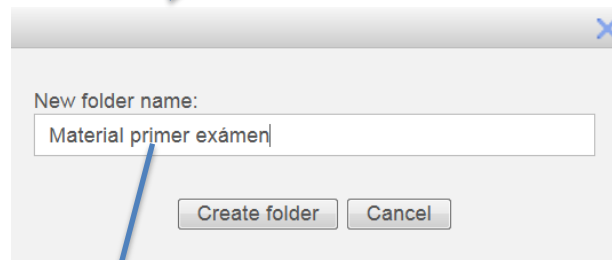 New folder name:
Material primer exámen
Create folder Cancel